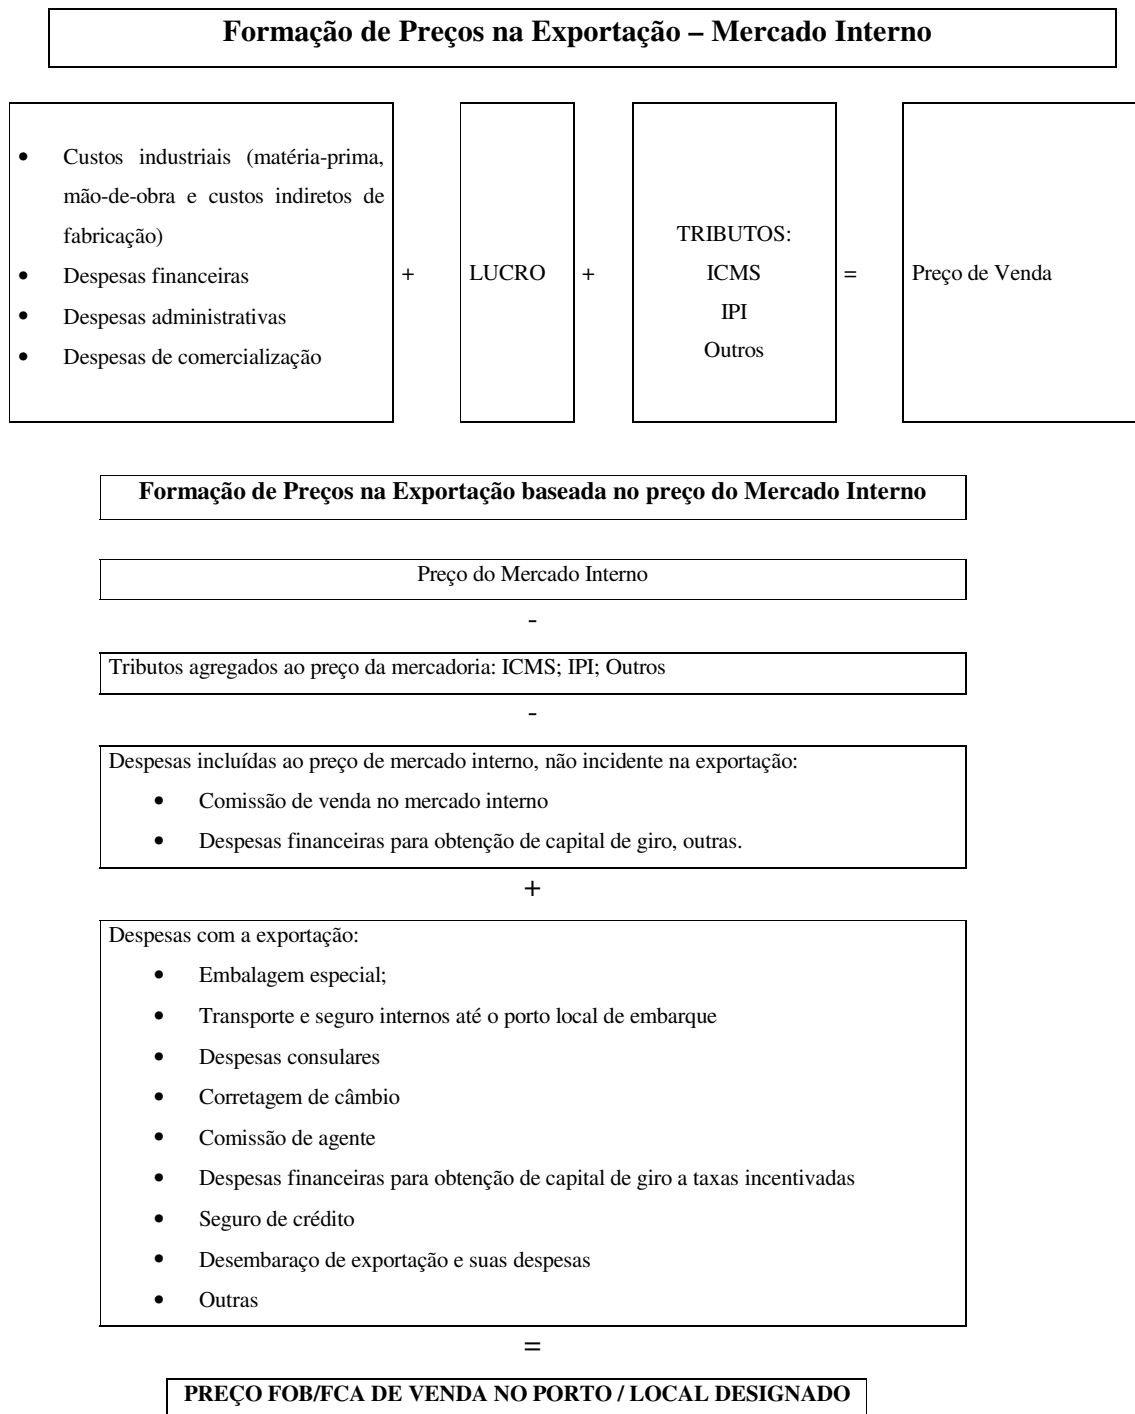 Formação de Preços na Exportação – Mercado Interno
• Custos industriais (matéria-prima,
mão-de-obra e custos indiretos de
fabricação)
• Despesas financeiras
• Despesas administrativas
• Despesas de comercialização
+
LUCRO
+
TRIBUTOS:
ICMS
IPI
Outros
=
Preço de Venda
Formação de Preços na Exportação baseada no preço do Mercado Interno
Preço do Mercado Interno
-
Tributos agregados ao preço da mercadoria: ICMS; IPI; Outros
-
Despesas incluídas ao preço de mercado interno, não incidente na exportação:
• Comissão de venda no mercado interno
• Despesas financeiras para obtenção de capital de giro, outras.
+
Despesas com a exportação:
• Embalagem especial;
• Transporte e seguro internos até o porto local de embarque
• Despesas consulares
• Corretagem de câmbio
• Comissão de agente
• Despesas financeiras para obtenção de capital de giro a taxas incentivadas
• Seguro de crédito
• Desembaraço de exportação e suas despesas
• Outras
=
PREÇO FOB/FCA DE VENDA NO PORTO / LOCAL DESIGNADO